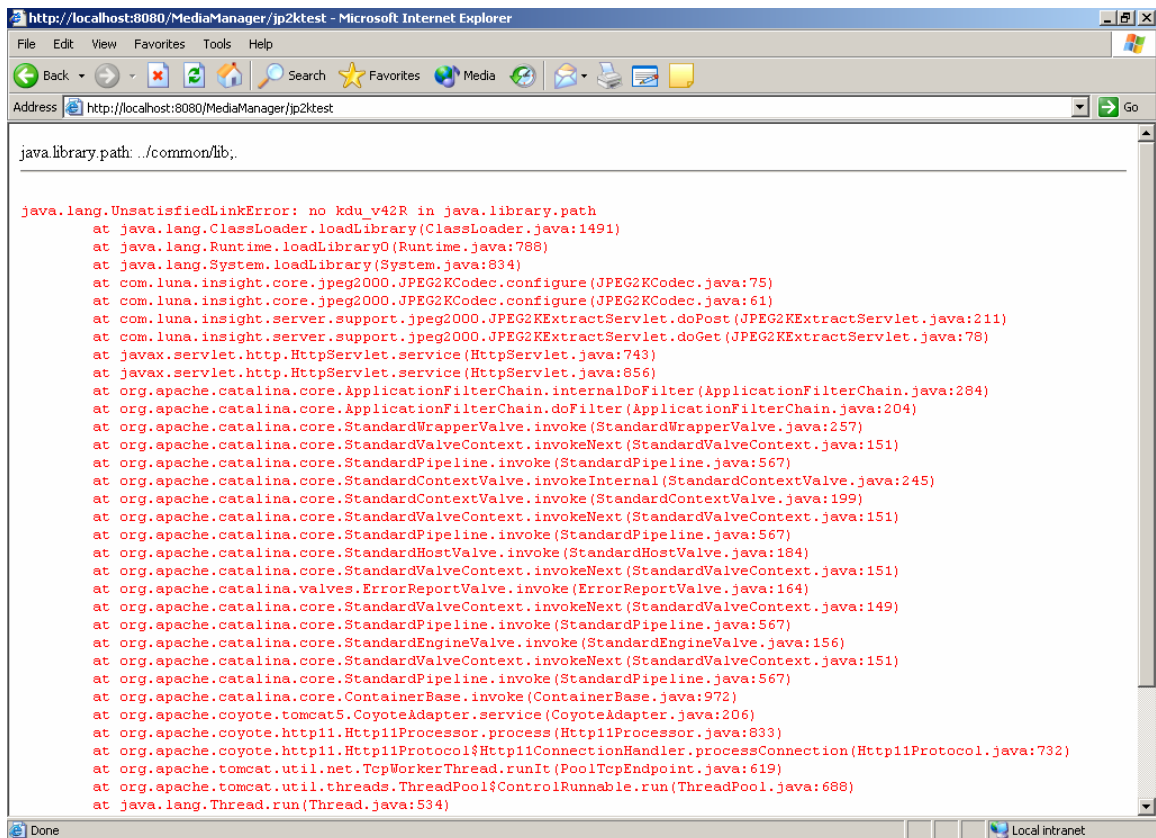 http://localhost:8080/MediaManager/jp2ktest - Microsoft Internet Explorer
File Edit View Favorites Tools Help
Back Search Favorites Media
Address http://localhost:8080/MediaManager/jp2ktest Go
java.library.path: ../common/lib;.
java.lang.UnsatisfiedLinkError: no kdu_v42R in java.library.path
at java.lang.ClassLoader.loadLibrary(ClassLoader.java:1491)
at java.lang.Runtime.loadLibrary0(Runtime.java:788)
at java.lang.System.loadLibrary(System.java:834)
at com.luna.insight.core.jpeg2000.JPEG2KCodec.configure(JPEG2KCodec.java:75)
at com.luna.insight.core.jpeg2000.JPEG2KCodec.configure(JPEG2KCodec.java:61)
at com.luna.insight.server.support.jpeg2000.JPEG2KExtractServlet.doPost(JPEG2KExtractServlet.java:211)
at com.luna.insight.server.support.jpeg2000.JPEG2KExtractServlet.doGet(JPEG2KExtractServlet.java:78)
at javax.servlet.http.HttpServlet.service(HttpServlet.java:743)
at javax.servlet.http.HttpServlet.service(HttpServlet.java:856)
at org.apache.catalina.core.ApplicationFilterChain.internalDoFilter(ApplicationFilterChain.java:284)
at org.apache.catalina.core.ApplicationFilterChain.doFilter(ApplicationFilterChain.java:204)
at org.apache.catalina.core.StandardWrapperValve.invoke(StandardWrapperValve.java:257)
at org.apache.catalina.core.StandardValveContext.invokeNext(StandardValveContext.java:151)
at org.apache.catalina.core.StandardPipeline.invoke(StandardPipeline.java:567)
at org.apache.catalina.core.StandardContextValve.invokeInternal(StandardContextValve.java:245)
at org.apache.catalina.core.StandardContextValve.invoke(StandardContextValve.java:199)
at org.apache.catalina.core.StandardValveContext.invokeNext(StandardValveContext.java:151)
at org.apache.catalina.core.StandardPipeline.invoke(StandardPipeline.java:567)
at org.apache.catalina.core.StandardHostValve.invoke(StandardHostValve.java:184)
at org.apache.catalina.core.StandardValveContext.invokeNext(StandardValveContext.java:151)
at org.apache.catalina.valves.ErrorReportValve.invoke(ErrorReportValve.java:164)
at org.apache.catalina.core.StandardValveContext.invokeNext(StandardValveContext.java:149)
at org.apache.catalina.core.StandardPipeline.invoke(StandardPipeline.java:567)
at org.apache.catalina.core.StandardEngineValve.invoke(StandardEngineValve.java:156)
at org.apache.catalina.core.StandardValveContext.invokeNext(StandardValveContext.java:151)
at org.apache.catalina.core.StandardPipeline.invoke(StandardPipeline.java:567)
at org.apache.catalina.core.ContainerBase.invoke(ContainerBase.java:972)
at org.apache.coyote.tomcat5.CoyoteAdapter.service(CoyoteAdapter.java:206)
at org.apache.coyote.http11.Http11Processor.process(Http11Processor.java:833)
at org.apache.coyote.http11.Http11Protocol$Http11ConnectionHandler.processConnection(Http11Protocol.java:732)
at org.apache.tomcat.util.net.TcpWorkerThread.runIt(PoolTcpEndpoint.java:619)
at org.apache.tomcat.util.threads.ThreadPool$ControlRunnable.run(ThreadPool.java:688)
at java.lang.Thread.run(Thread.java:534)
Done Local intranet